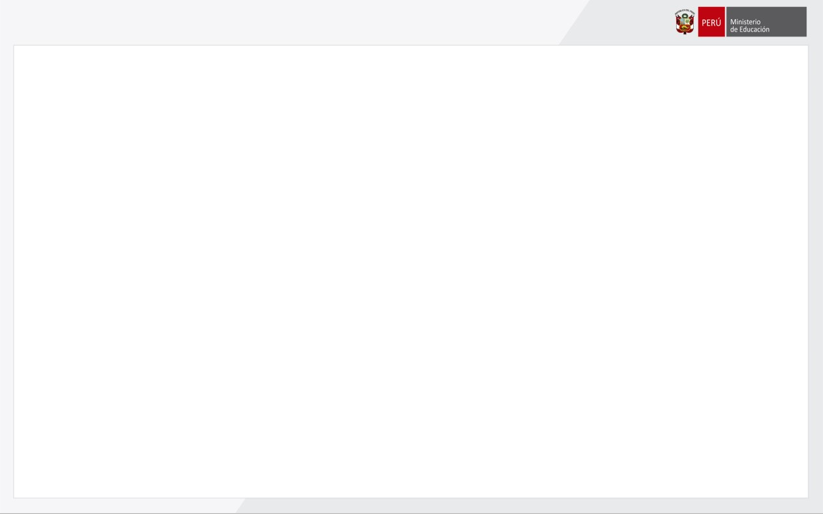 PERÚ
Ministerio
de Educación